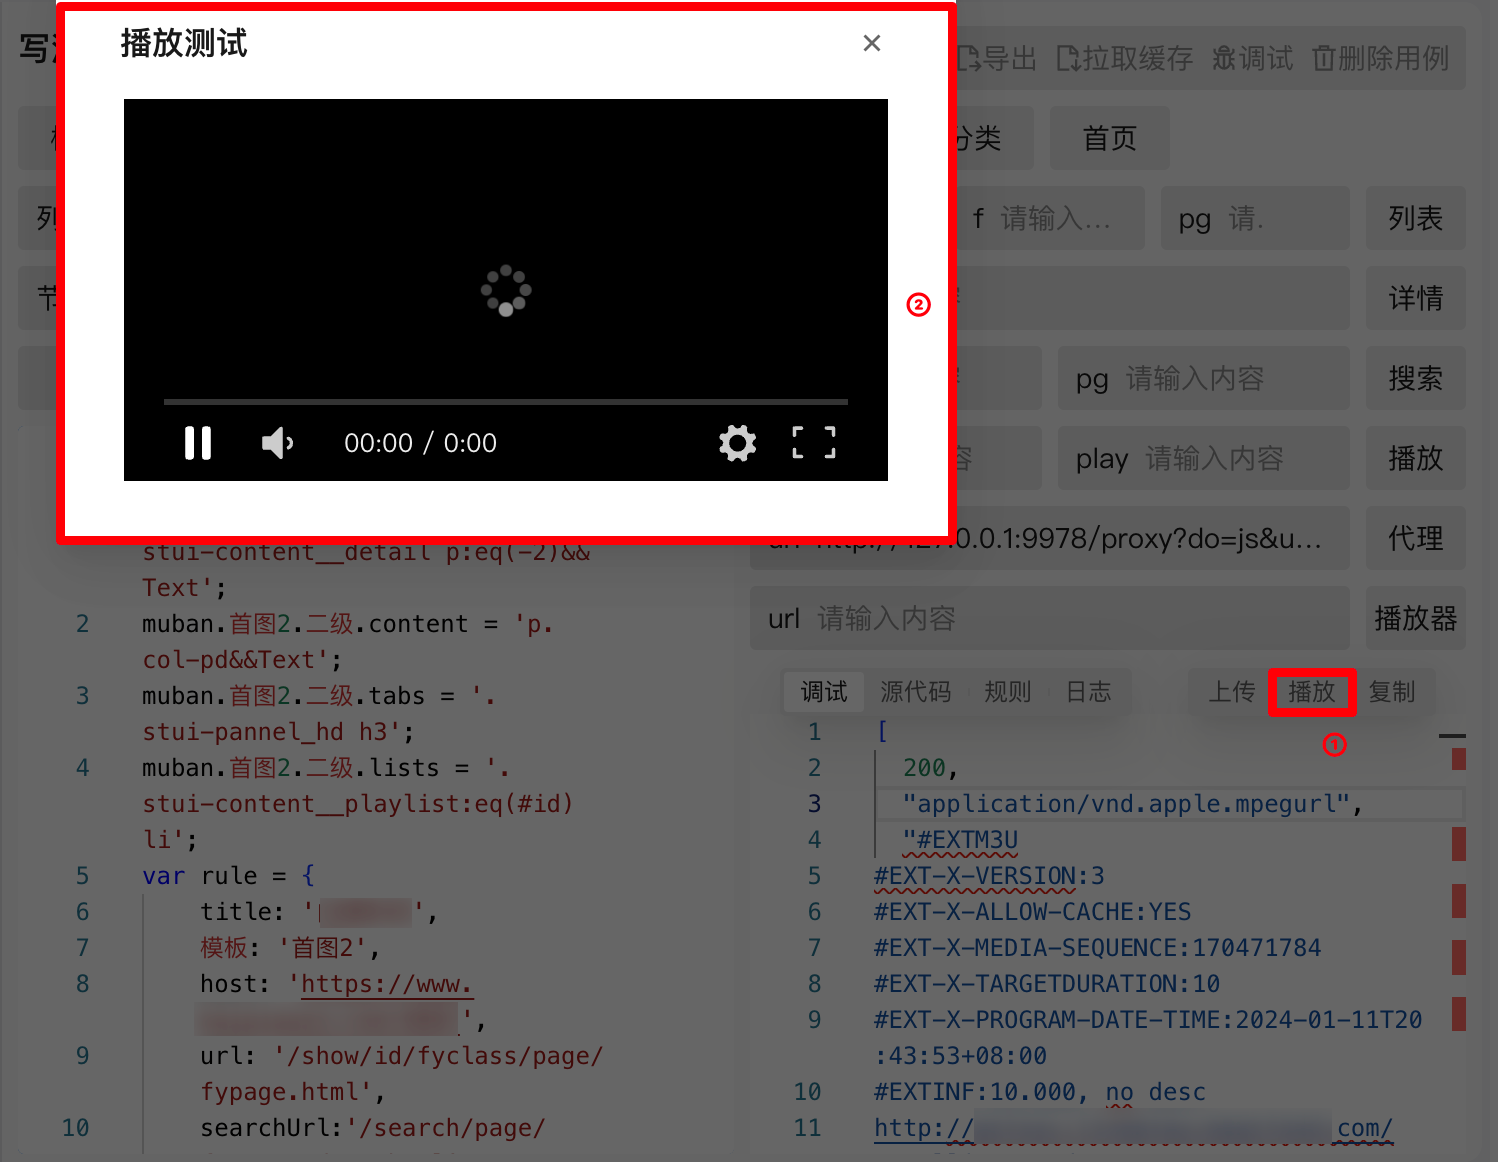 播放测试
写
导出 拉取缓存 调试 删除用例
分类 首页
列 f 请输入... pg 请. 列表
节 详情
② 
pg 请输入内容 搜索
00:00 / 0:00
容 play 请输入内容 播放
url http://127.0.0.1:9978/proxy?do=js&u... 代理
url 请输入内容 播放器
调试 源代码 规则 日志 上传 播放 复制
①
stui-content__detail p:eq(-2)&&
Text';
2 muban.首图2.二级.content = 'p.
col-pd&&Text';
3 muban.首图2.二级.tabs = '.
stui-pannel_hd h3';
4 muban.首图2.二级.lists = '.
stui-content__playlist:eq(#id)
li';
5 var rule = {
6 title: '',
7 模板: '首图2',
8 host: 'https://www.
',
9 url: '/show/id/fyclass/page/
fypage.html',
10 searchUrl:'/search/page/
1 [
2 200,
3 "application/vnd.apple.mpegurl",
4 "#EXTM3U
5 #EXT-X-VERSION:3
6 #EXT-X-ALLOW-CACHE:YES
7 #EXT-X-MEDIA-SEQUENCE:170471784
8 #EXT-X-TARGETDURATION:10
9 #EXT-X-PROGRAM-DATE-TIME:2024-01-11T20
:43:53+08:00
10 #EXTINF:10.000, no desc
11 http:// .com/